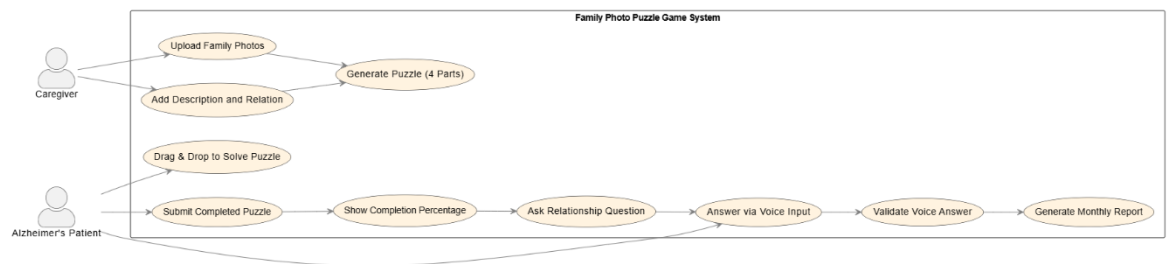 Family Photo Puzzle Game System
Upload Family Photos
Generate Puzzle (4 Parts)
Caregiver
Add Description and Relation
Drag & Drop to Solve Puzzle
Submit Completed Puzzle
Show Completion Percentage
Ask Relationship Question
Answer via Voice Input
Validate Voice Answer
Generate Monthly Report
Alzheimer's Patient